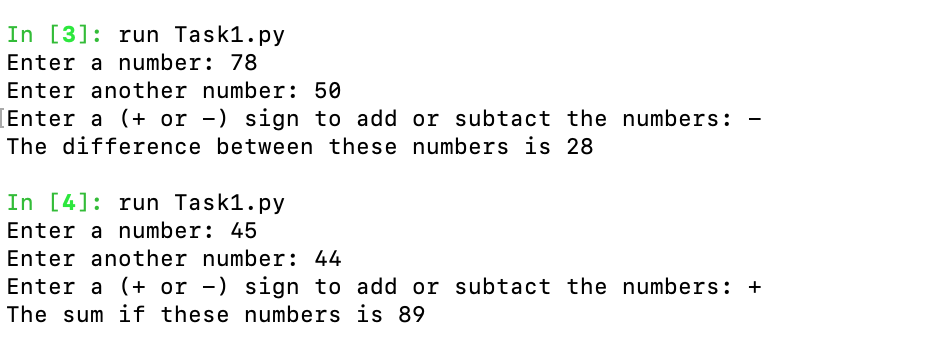 In [3]: run Task1.py
Enter a number: 78
Enter another number: 50
[Enter a (+ or -) sign to add or subtact the numbers: -
The difference between these numbers is 28
In [4]: run Task1.py
Enter a number: 45
Enter another number: 44
Enter a (+ or -) sign to add or subtact the numbers: +
The sum if these numbers is 89